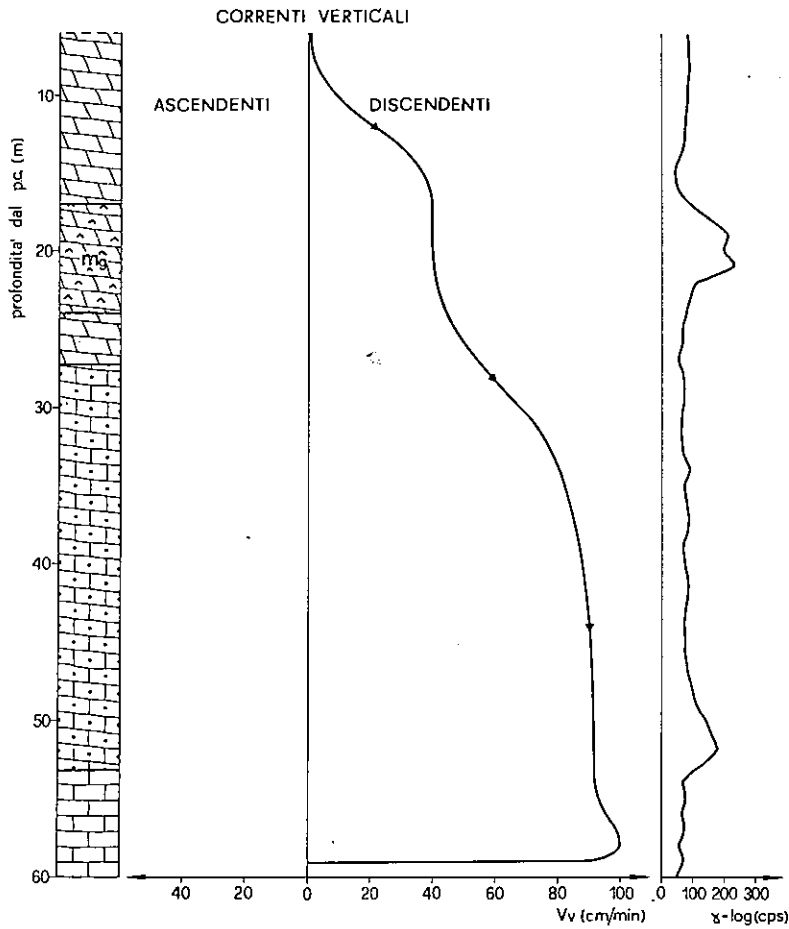 CORRENTI VERTICALI
ASCENDENTI
DISCENDENTI
profondita' dal p.c. (m)
10
20
30
40
50
60
mg
40 20 0 20 40 60 80 100
Vv (cm/min)
0 100 200 300
γ-log(cps)